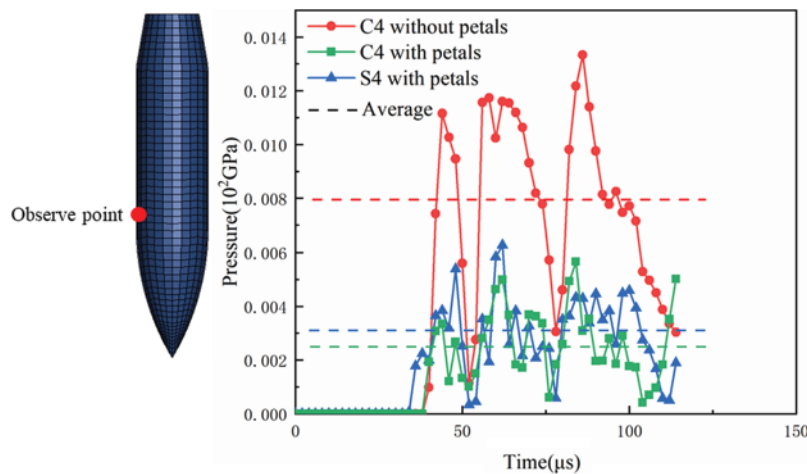 Observe point
Pressure(10²GPa)
0.014
0.012
0.010
0.008
0.006
0.004
0.002
0.000
C4 without petals
C4 with petals
S4 with petals
Average
0
50
100
150
Time(μs)